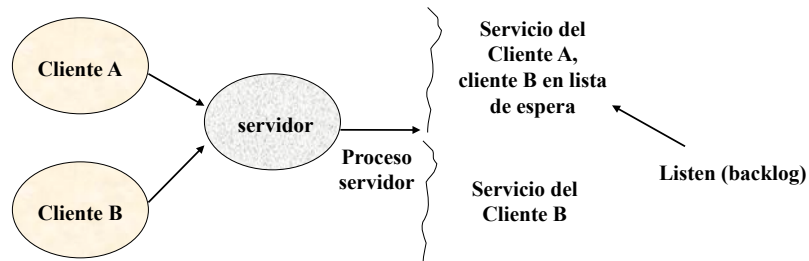 Cliente A
servidor
Cliente B
Proceso
servidor
Servicio del
Cliente A,
cliente B en lista
de espera
Listen (backlog)
Servicio del
Cliente B